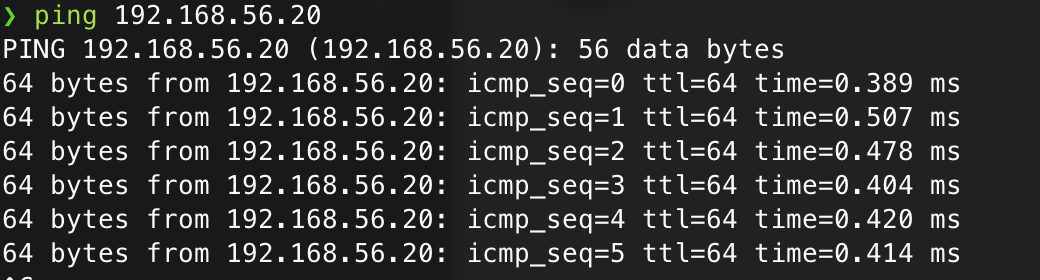 ❯ ping 192.168.56.20
PING 192.168.56.20 (192.168.56.20): 56 data bytes
64 bytes from 192.168.56.20: icmp_seq=0 ttl=64 time=0.389 ms
64 bytes from 192.168.56.20: icmp_seq=1 ttl=64 time=0.507 ms
64 bytes from 192.168.56.20: icmp_seq=2 ttl=64 time=0.478 ms
64 bytes from 192.168.56.20: icmp_seq=3 ttl=64 time=0.404 ms
64 bytes from 192.168.56.20: icmp_seq=4 ttl=64 time=0.420 ms
64 bytes from 192.168.56.20: icmp_seq=5 ttl=64 time=0.414 ms